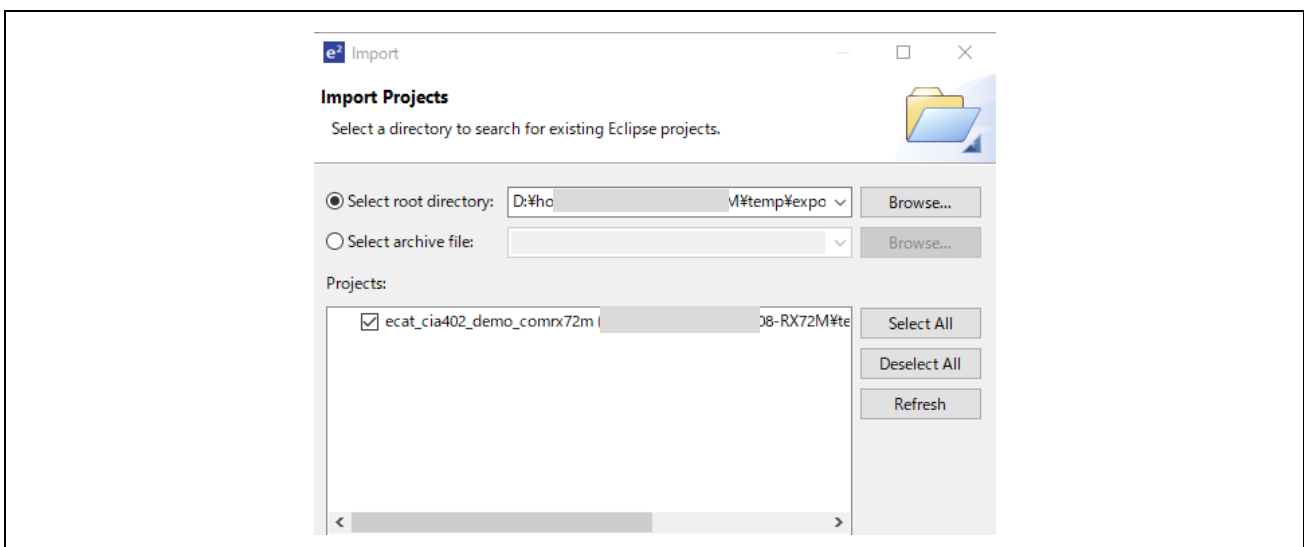 e² Import
Import Projects
Select a directory to search for existing Eclipse projects.
Select root directory: D:¥ho M¥temp¥expo Browse...
Select archive file: Browse...
Projects:
ecat_cia402_demo_comrx72m ( 08-RX72M¥te Select All
Deselect All
Refresh